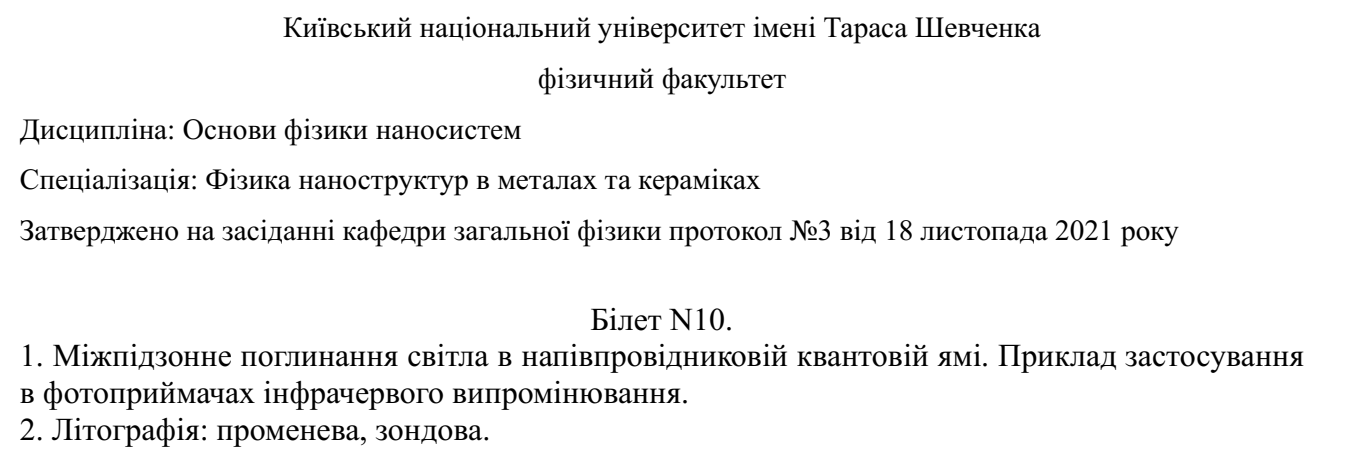 Київський національний університет імені Тараса Шевченка
фізичний факультет
Дисципліна: Основи фізики наносистем
Спеціалізація: Фізика наноструктур в металах та кераміках
Затверджено на засіданні кафедри загальної фізики протокол №3 від 18 листопада 2021 року
Білет N10.
1. Міжпідзонне поглинання світла в напівпровідниковій квантовій ямі. Приклад застосування
в фотоприймачах інфрачервого випромінювання.
2. Літографія: променева, зондова.